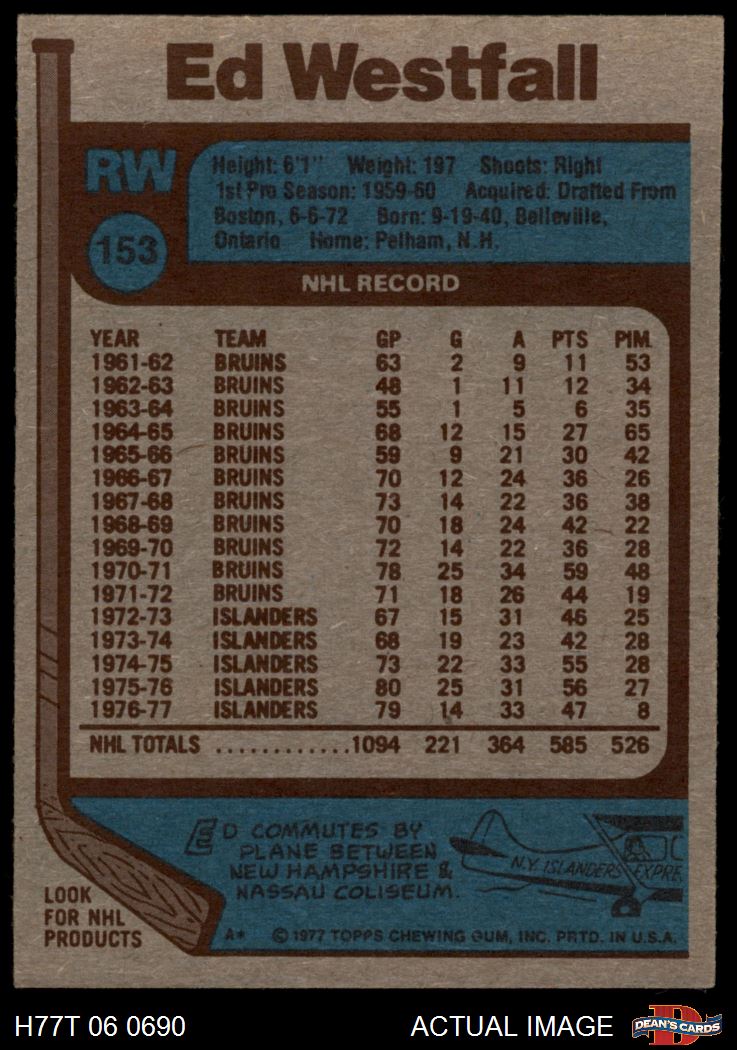 Ed Westfall
RW
153
Height: 6'1" Weight: 197 Shoots: Right
1st Pro Season: 1959-60 Acquired: Drafted From
Boston, 6-6-72 Born: 9-19-40, Belleville,
Ontario Home: Pelham, N.H.
NHL RECORD
YEAR TEAM GP G A PTS PIM
1961-62 BRUINS 63 2 9 11 53
1962-63 BRUINS 48 1 11 12 34
1963-64 BRUINS 55 1 5 6 35
1964-65 BRUINS 68 12 15 27 65
1965-66 BRUINS 59 9 21 30 42
1966-67 BRUINS 70 12 24 36 26
1967-68 BRUINS 73 14 22 36 38
1968-69 BRUINS 70 18 24 42 22
1969-70 BRUINS 72 14 22 36 28
1970-71 BRUINS 78 25 34 59 48
1971-72 BRUINS 71 18 26 44 19
1972-73 ISLANDERS 67 15 31 46 25
1973-74 ISLANDERS 68 19 23 42 28
1974-75 ISLANDERS 73 22 33 55 28
1975-76 ISLANDERS 80 25 31 56 27
1976-77 ISLANDERS 79 14 33 47 8
NHL TOTALS ............1094 221 364 585 526
ED COMMUTES BY
PLANE BETWEEN
NEW HAMPSHIRE &
NASSAU COLISEUM.
N.Y. ISLANDERS EXPRE
LOOK
FOR NHL
PRODUCTS
A* © 1977 TOPPS CHEWING GUM, INC. PRTD. IN U.S.A.
H77T 06 0690 ACTUAL IMAGE
D
DEAN'S CARDS